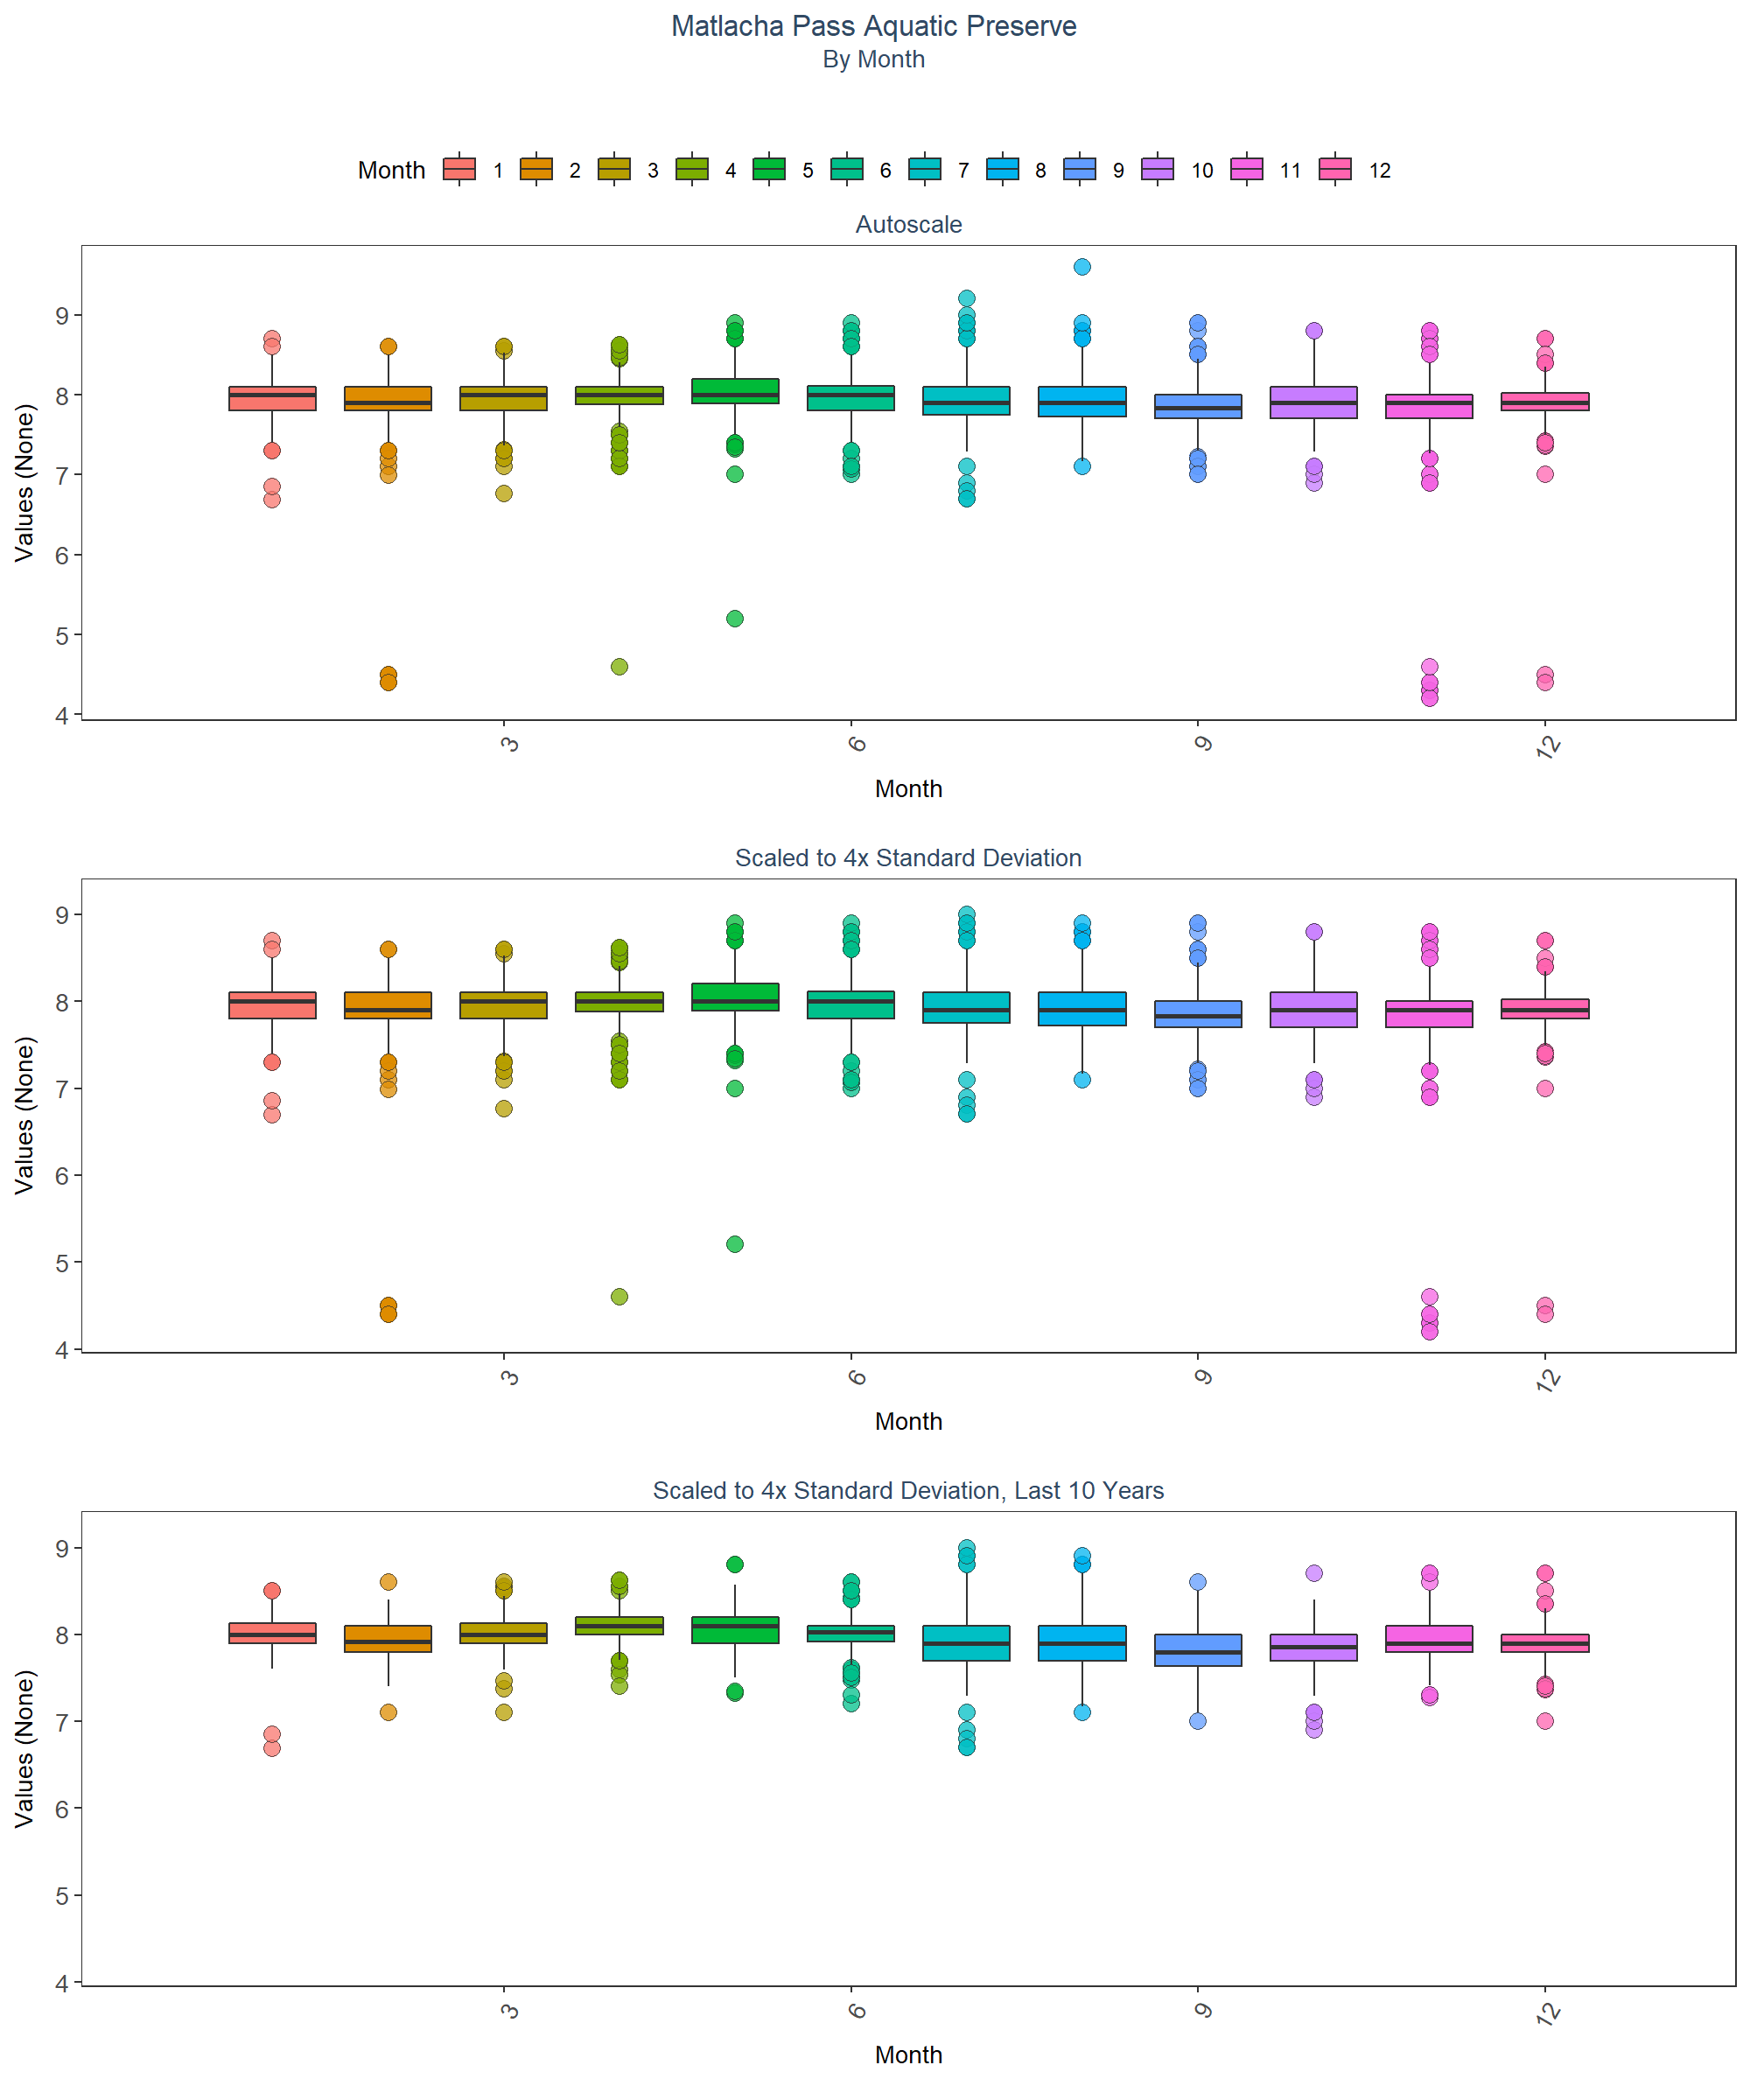 Matlacha Pass Aquatic Preserve
By Month
Month 1 2 3 4 5 6 7 8 9 10 11 12
Autoscale
Values (None)
9
8
7
6
5
4
3 6 9 12
Month
Scaled to 4x Standard Deviation
Values (None)
9
8
7
6
5
4
3 6 9 12
Month
Scaled to 4x Standard Deviation, Last 10 Years
Values (None)
9
8
7
6
5
4
3 6 9 12
Month